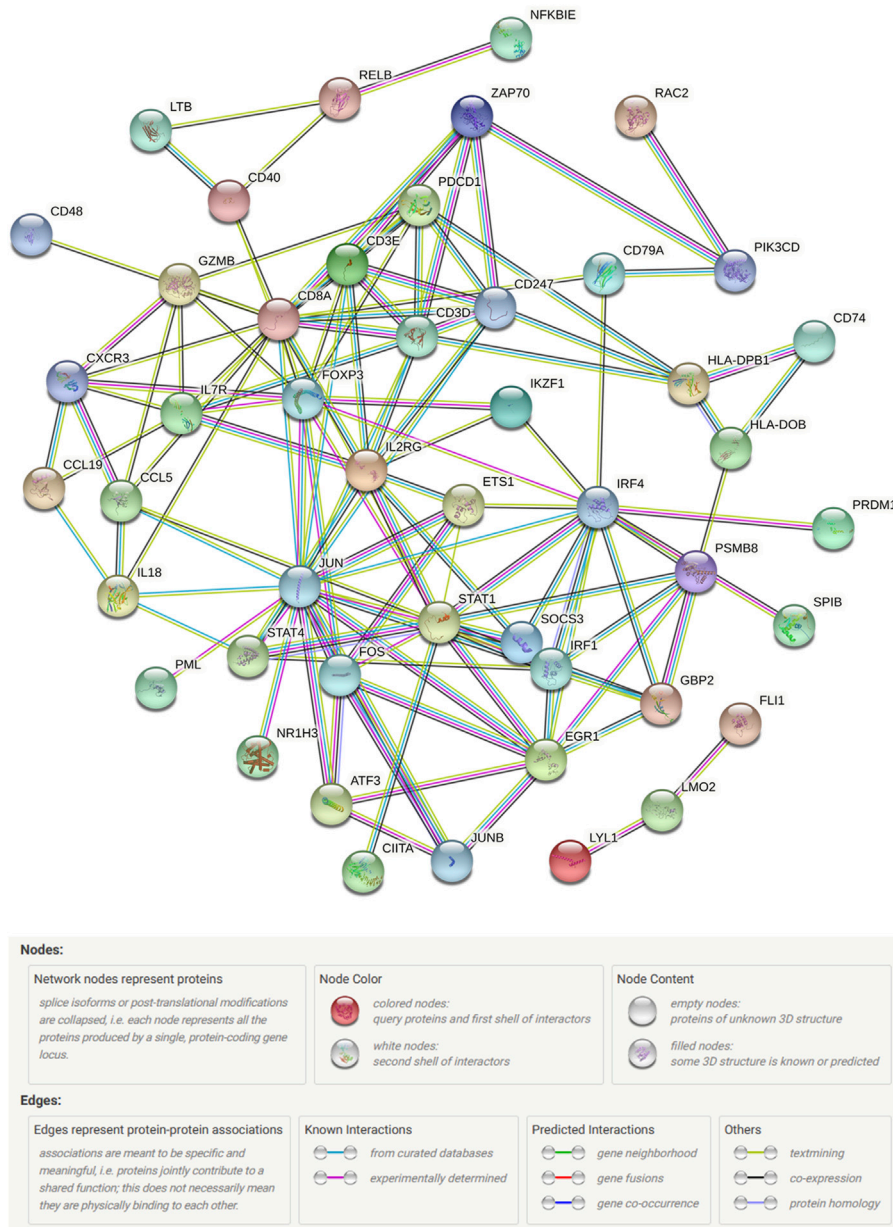 NFKBIE
RELB
ZAP70
RAC2
LTB
CD40
PDCD1
CD48
CD3E
CD79A
PIK3CD
GZMB
CD8A
CD247
CD3D
CD74
CXCR3
HLA-DPB1
IL7R
FOXP3
IKZF1
HLA-DOB
IL2RG
CCL19
CCL5
ETS1
IRF4
PRDM1
PSMB8
IL18
JUN
STAT1
SOCS3
SPIB
STAT4
FOS
IRF1
PML
GBP2
FLI1
NR1H3
EGR1
ATF3
LMO2
CIITA
JUNB
LYL1
Nodes:
Network nodes represent proteins
splice isoforms or post-translational modifications
are collapsed, i.e. each node represents all the
proteins produced by a single, protein-coding gene
locus.
Node Color
colored nodes:
query proteins and first shell of interactors
white nodes:
second shell of interactors
Node Content
empty nodes:
proteins of unknown 3D structure
filled nodes:
some 3D structure is known or predicted
Edges:
Edges represent protein-protein associations
associations are meant to be specific and
meaningful, i.e. proteins jointly contribute to a
shared function; this does not necessarily mean
they are physically binding to each other.
Known Interactions
from curated databases
experimentally determined
Predicted Interactions
gene neighborhood
gene fusions
gene co-occurrence
Others
textmining
co-expression
protein homology